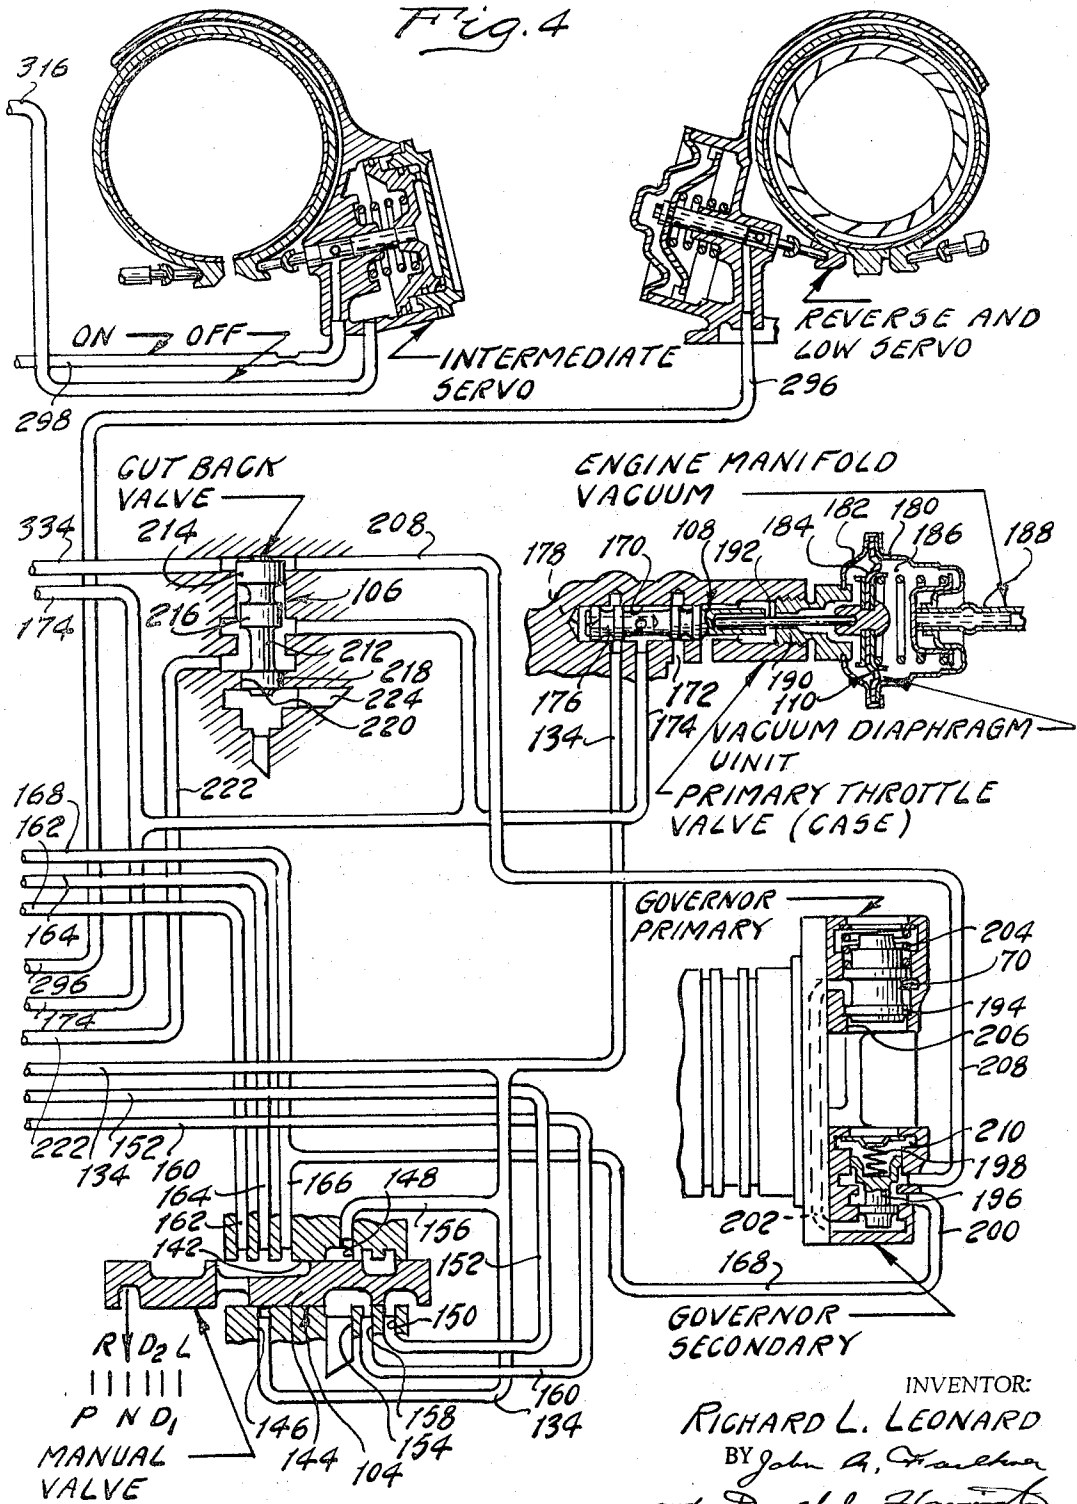 Fig. 4
316
ON OFF
INTERMEDIATE
SERVO
298
REVERSE AND
LOW SERVO
296
CUT BACK
VALVE
214
334
174
216
208
106
212
218
224
220
222
ENGINE MANIFOLD
VACUUM
178
170
108
192
184
182
180
186
188
176
134
172
174
190
110
VACUUM DIAPHRAGM
UINIT
PRIMARY THROTTLE
VALVE (CASE)
168
162
164
296
174
222
134
152
160
GOVERNOR
PRIMARY
204
70
194
206
208
210
198
196
200
202
168
GOVERNOR
SECONDARY
164
162
142
166
148
156
152
150
160
134
158
154
104
144
146
R D2 L
P N D1
MANUAL
VALVE
INVENTOR:
RICHARD L. LEONARD
BY John A. Faulkner
and